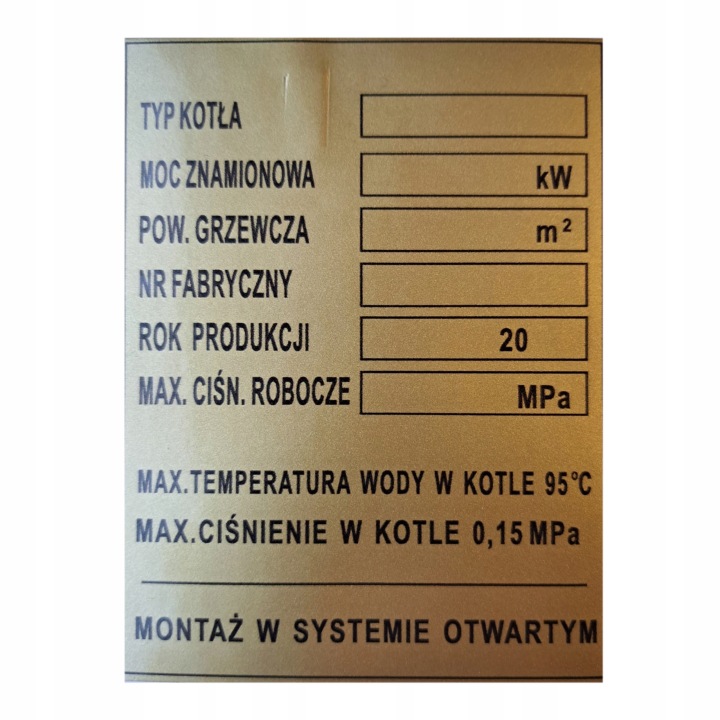 TYP KOTŁA
MOC ZNAMIONOWA kW
POW. GRZEWCZA m²
NR FABRYCZNY
ROK PRODUKCJI 20
MAX. CIŚN. ROBOCZE MPa
MAX.TEMPERATURA WODY W KOTLE 95°C
MAX.CIŚNIENIE W KOTLE 0,15 MPa
MONTAŻ W SYSTEMIE OTWARTYM